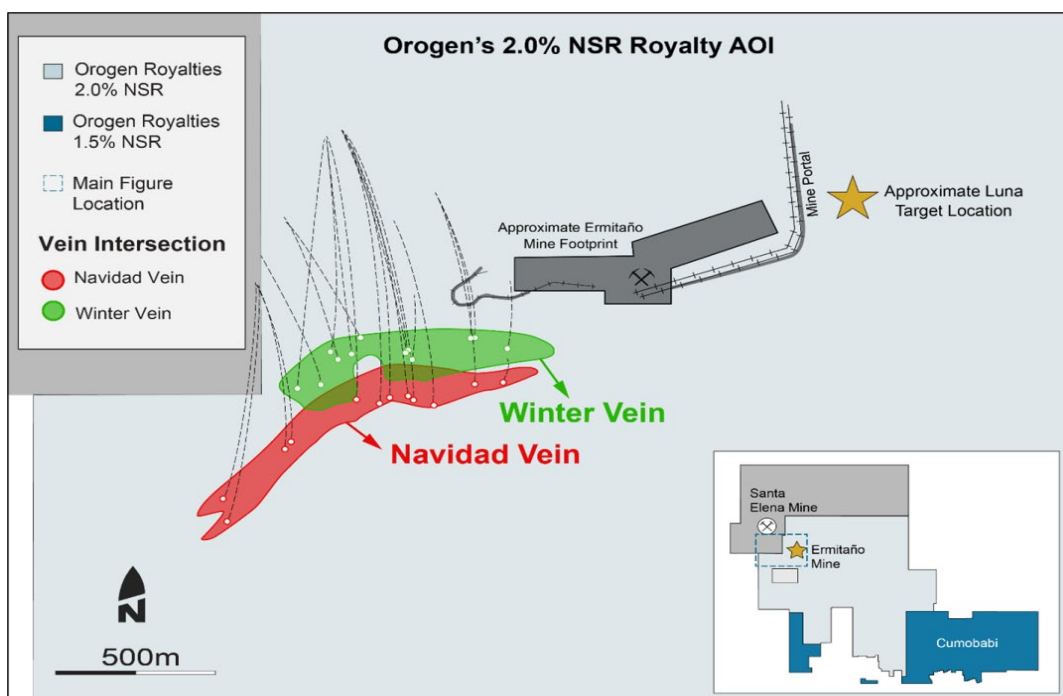 Orogen's 2.0% NSR Royalty AOI
Orogen Royalties
2.0% NSR
Orogen Royalties
1.5% NSR
Main Figure
Location
Vein Intersection
Navidad Vein
Winter Vein
Approximate Ermitaño
Mine Footprint
Mine Portal
Approximate Luna
Target Location
Winter Vein
Navidad Vein
N
500m
Santa
Elena Mine
Ermitaño
Mine
Cumobabi